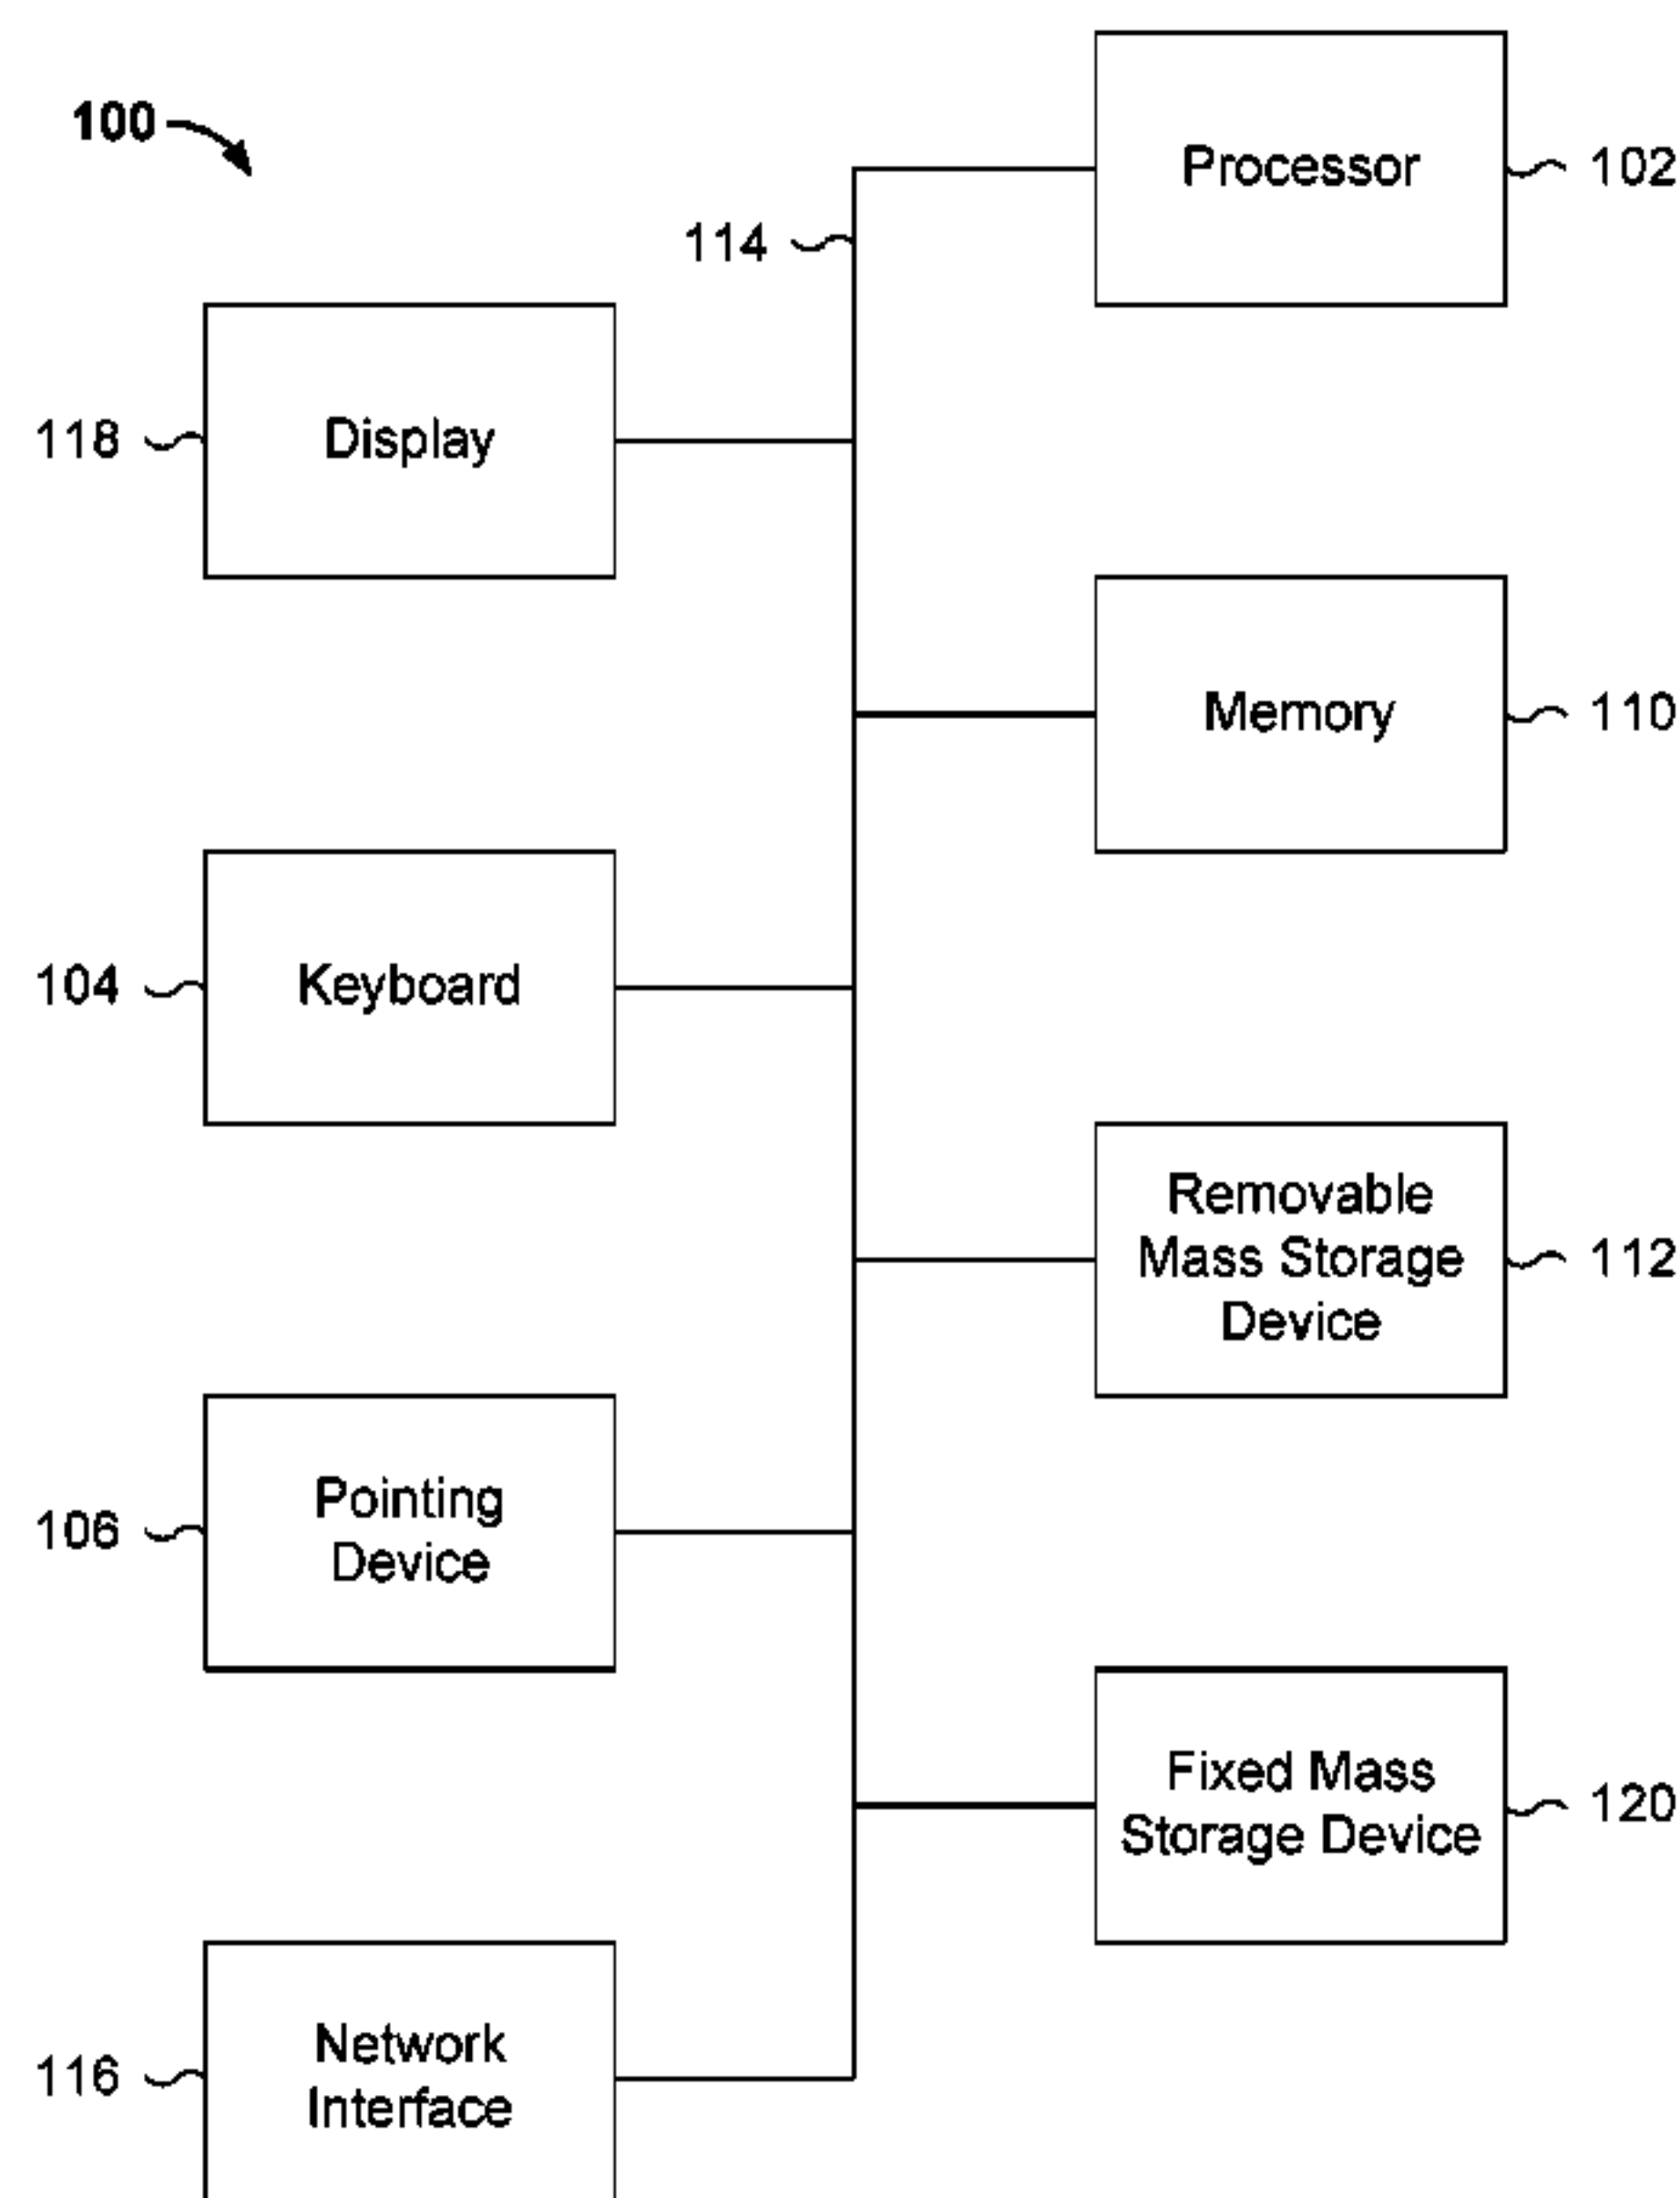 100
Processor
102
114
118
Display
Memory
110
104
Keyboard
Removable
Mass Storage
Device
112
106
Pointing
Device
Fixed Mass
Storage Device
120
116
Network
Interface